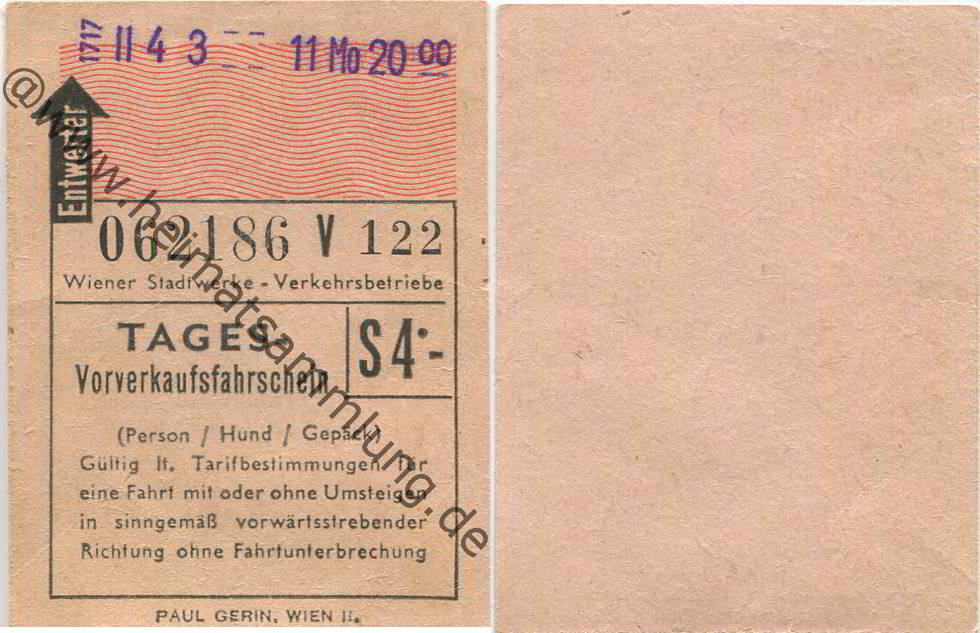 1717 II 4 3 -- -- 11 Mo 20 00
Entwerter
062186 V 122
Wiener Stadtwerke - Verkehrsbetriebe
TAGES-
Vorverkaufsfahrschein
S 4·-
(Person / Hund / Gepäck)
Gültig lt. Tarifbestimmungen für
eine Fahrt mit oder ohne Umsteigen
in sinngemäß vorwärtsstrebender
Richtung ohne Fahrtunterbrechung
PAUL GERIN, WIEN II.
@www.heimatsammlung.de